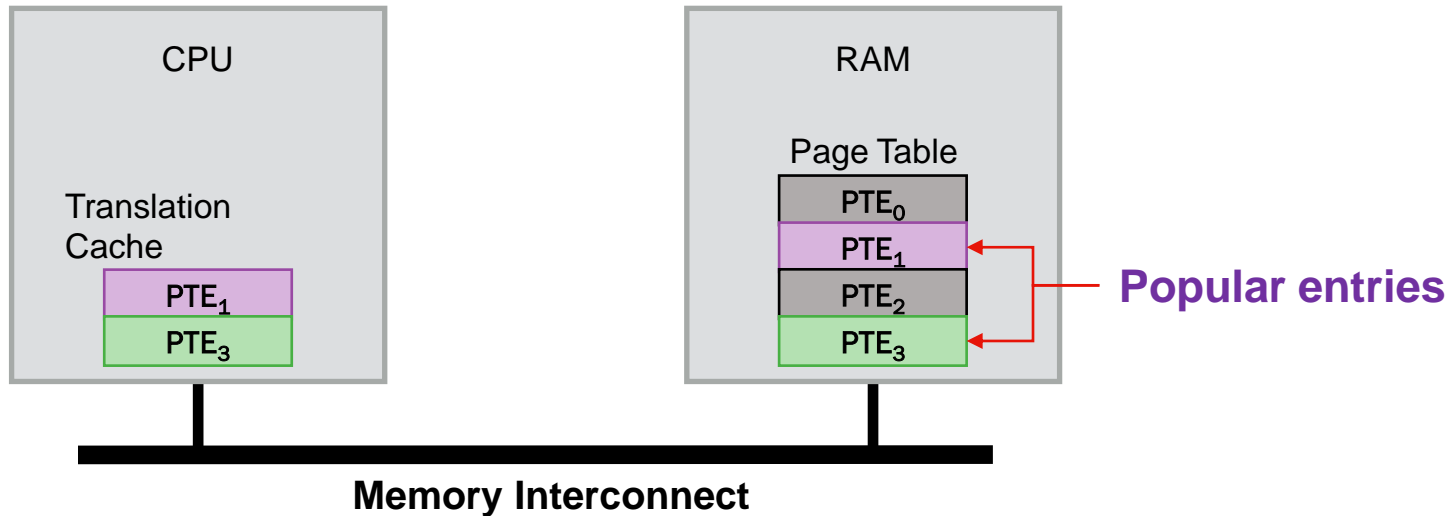 CPU
Translation
Cache
PTE₁
PTE₃
RAM
Page Table
PTE₀
PTE₁
PTE₂
PTE₃
Popular entries
Memory Interconnect